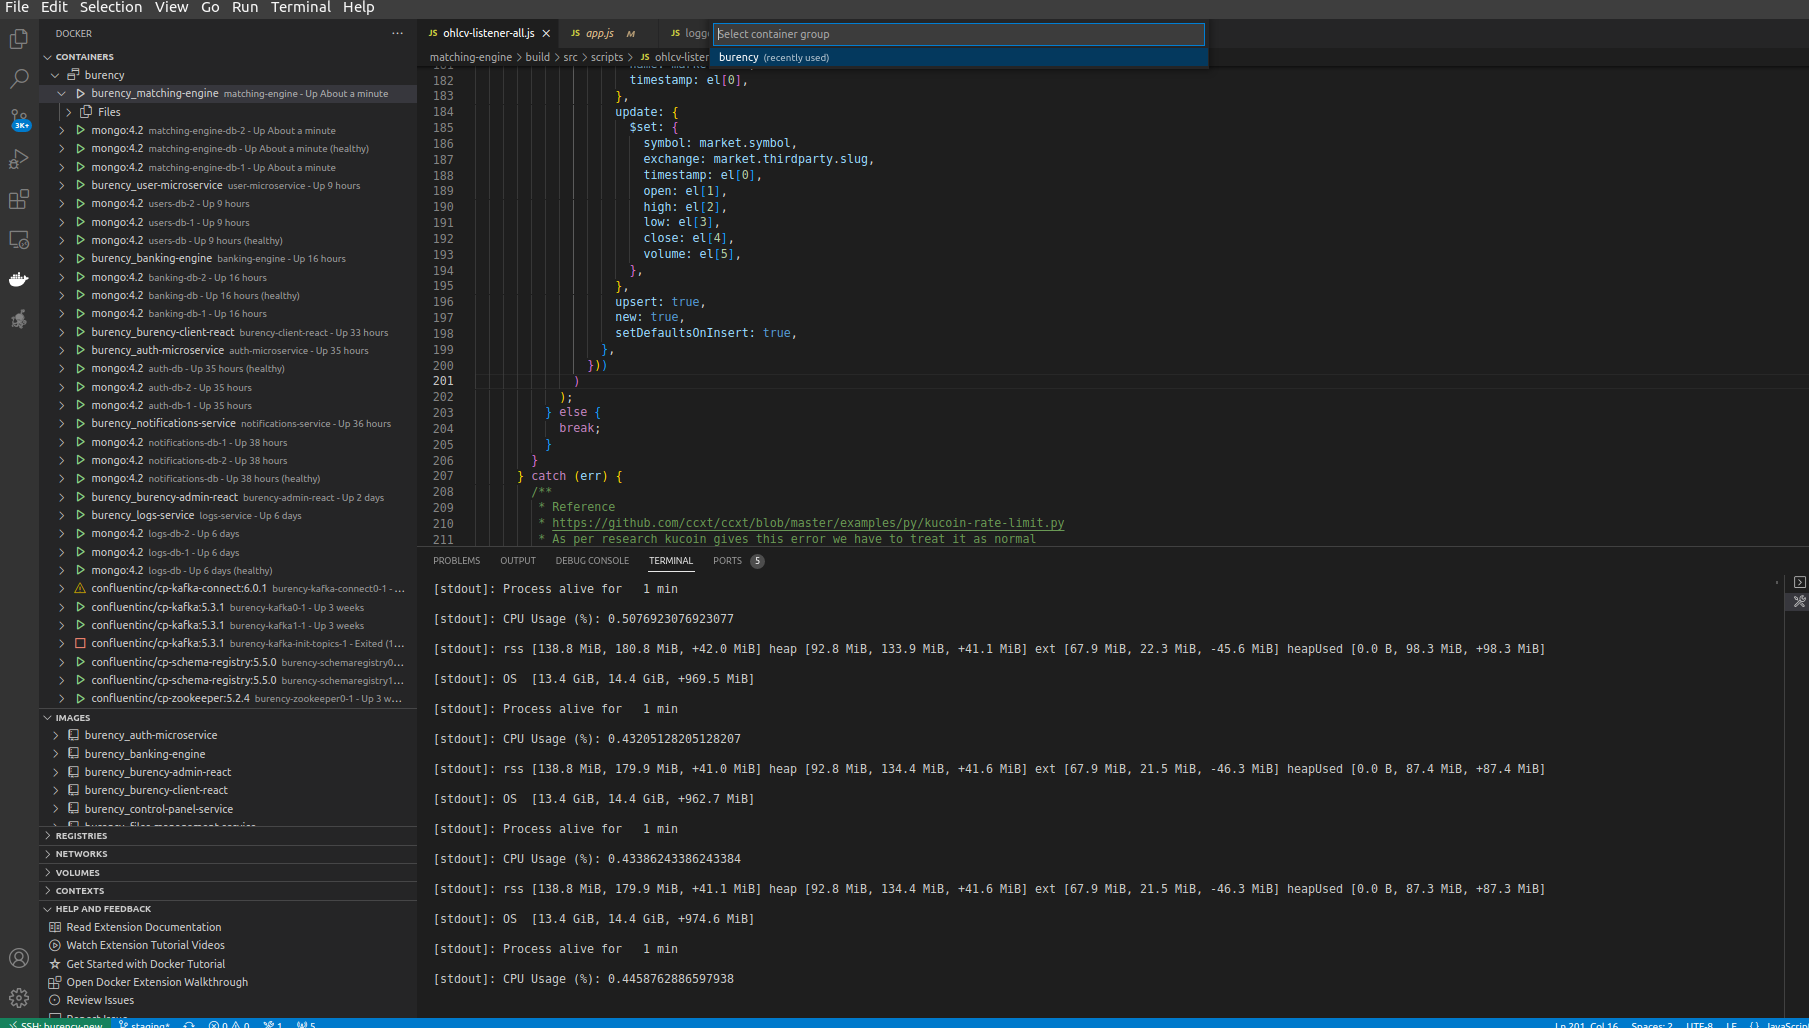 File Edit Selection View Go Run Terminal Help
DOCKER
CONTAINERS
burency
burency_matching-engine matching-engine - Up About a minute
Files
mongo:4.2 matching-engine-db-2 - Up About a minute
mongo:4.2 matching-engine-db - Up About a minute (healthy)
mongo:4.2 matching-engine-db-1 - Up About a minute
burency_user-microservice user-microservice - Up 9 hours
mongo:4.2 users-db-2 - Up 9 hours
mongo:4.2 users-db-1 - Up 9 hours
mongo:4.2 users-db - Up 9 hours (healthy)
burency_banking-engine banking-engine - Up 16 hours
mongo:4.2 banking-db-2 - Up 16 hours
mongo:4.2 banking-db - Up 16 hours (healthy)
mongo:4.2 banking-db-1 - Up 16 hours
burency_burency-client-react burency-client-react - Up 33 hours
burency_auth-microservice auth-microservice - Up 35 hours
mongo:4.2 auth-db - Up 35 hours (healthy)
mongo:4.2 auth-db-2 - Up 35 hours
mongo:4.2 auth-db-1 - Up 35 hours
burency_notifications-service notifications-service - Up 36 hours
mongo:4.2 notifications-db-1 - Up 38 hours
mongo:4.2 notifications-db-2 - Up 38 hours
mongo:4.2 notifications-db - Up 38 hours (healthy)
burency_burency-admin-react burency-admin-react - Up 2 days
burency_logs-service logs-service - Up 6 days
mongo:4.2 logs-db-2 - Up 6 days
mongo:4.2 logs-db-1 - Up 6 days
mongo:4.2 logs-db - Up 6 days (healthy)
confluentinc/cp-kafka-connect:6.0.1 burency-kafka-connect0-1 - ...
confluentinc/cp-kafka:5.3.1 burency-kafka0-1 - Up 3 weeks
confluentinc/cp-kafka:5.3.1 burency-kafka1-1 - Up 3 weeks
confluentinc/cp-kafka:5.3.1 burency-kafka-init-topics-1 - Exited (1...
confluentinc/cp-schema-registry:5.5.0 burency-schemaregistry0...
confluentinc/cp-schema-registry:5.5.0 burency-schemaregistry1...
confluentinc/cp-zookeeper:5.2.4 burency-zookeeper0-1 - Up 3 w...
IMAGES
burency_auth-microservice
burency_banking-engine
burency_burency-admin-react
burency_burency-client-react
burency_control-panel-service
REGISTRIES
NETWORKS
VOLUMES
CONTEXTS
HELP AND FEEDBACK
Read Extension Documentation
Watch Extension Tutorial Videos
Get Started with Docker Tutorial
Open Docker Extension Walkthrough
Review Issues
3K+
JS ohlcv-listener-all.js JS app.js M JS logg
Select container group
burency (recently used)
matching-engine > build > src > scripts > JS ohlcv-lister
182 timestamp: el[0],
183 },
184 update: {
185 $set: {
186 symbol: market.symbol,
187 exchange: market.thirdparty.slug,
188 timestamp: el[0],
189 open: el[1],
190 high: el[2],
191 low: el[3],
192 close: el[4],
193 volume: el[5],
194 },
195 },
196 upsert: true,
197 new: true,
198 setDefaultsOnInsert: true,
199 },
200 }))
201 )
202 );
203 } else {
204 break;
205 }
206 }
207 } catch (err) {
208 /**
209 * Reference
210 * https://github.com/ccxt/ccxt/blob/master/examples/py/kucoin-rate-limit.py
211 * As per research kucoin gives this error we have to treat it as normal
PROBLEMS OUTPUT DEBUG CONSOLE TERMINAL PORTS 5
[stdout]: Process alive for 1 min
[stdout]: CPU Usage (%): 0.5076923076923077
[stdout]: rss [138.8 MiB, 180.8 MiB, +42.0 MiB] heap [92.8 MiB, 133.9 MiB, +41.1 MiB] ext [67.9 MiB, 22.3 MiB, -45.6 MiB] heapUsed [0.0 B, 98.3 MiB, +98.3 MiB]
[stdout]: OS [13.4 GiB, 14.4 GiB, +969.5 MiB]
[stdout]: Process alive for 1 min
[stdout]: CPU Usage (%): 0.43205128205128207
[stdout]: rss [138.8 MiB, 179.9 MiB, +41.0 MiB] heap [92.8 MiB, 134.4 MiB, +41.6 MiB] ext [67.9 MiB, 21.5 MiB, -46.3 MiB] heapUsed [0.0 B, 87.4 MiB, +87.4 MiB]
[stdout]: OS [13.4 GiB, 14.4 GiB, +962.7 MiB]
[stdout]: Process alive for 1 min
[stdout]: CPU Usage (%): 0.43386243386243384
[stdout]: rss [138.8 MiB, 179.9 MiB, +41.1 MiB] heap [92.8 MiB, 134.4 MiB, +41.6 MiB] ext [67.9 MiB, 21.5 MiB, -46.3 MiB] heapUsed [0.0 B, 87.3 MiB, +87.3 MiB]
[stdout]: OS [13.4 GiB, 14.4 GiB, +974.6 MiB]
[stdout]: Process alive for 1 min
[stdout]: CPU Usage (%): 0.4458762886597938
SSH: burency-new staging* 0 0 1 5 Ln 201, Col 16 Spaces: 2 UTF-8 LF {} JavaScrip